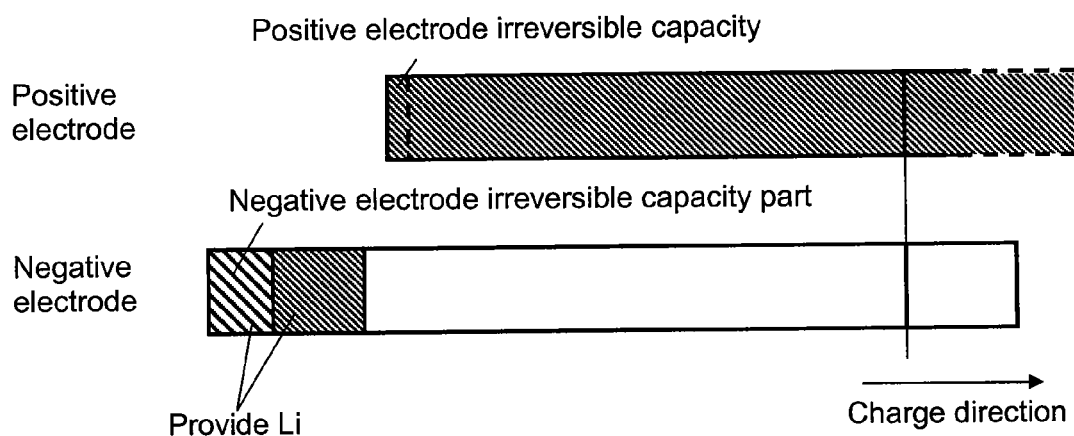 Positive electrode irreversible capacity
Positive
electrode
Negative electrode irreversible capacity part
Negative
electrode
Provide Li
Charge direction